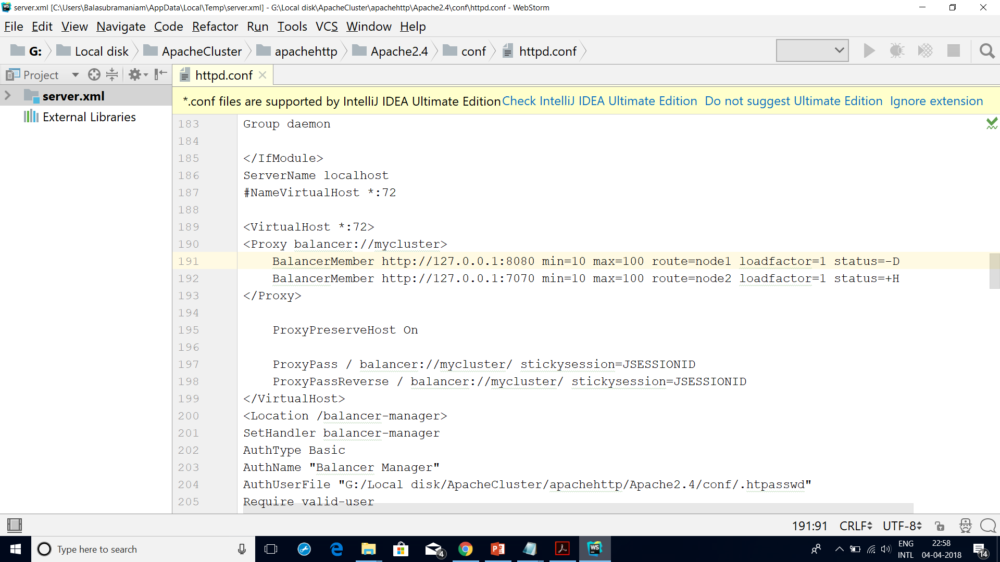 server.xml [C:\Users\Balasubramaniam\AppData\Local\Temp\server.xml] - G:\Local disk\ApacheCluster\apachehttp\Apache2.4\conf\httpd.conf - WebStorm
File Edit View Navigate Code Refactor Run Tools VCS Window Help
G: Local disk ApacheCluster apachehttp Apache2.4 conf httpd.conf
Project httpd.conf
server.xml
External Libraries
*.conf files are supported by IntelliJ IDEA Ultimate Edition Check IntelliJ IDEA Ultimate Edition Do not suggest Ultimate Edition Ignore extension
183 Group daemon
184
185 </IfModule>
186 ServerName localhost
187 #NameVirtualHost *:72
188
189 <VirtualHost *:72>
190 <Proxy balancer://mycluster>
191 BalancerMember http://127.0.0.1:8080 min=10 max=100 route=node1 loadfactor=1 status=-D
192 BalancerMember http://127.0.0.1:7070 min=10 max=100 route=node2 loadfactor=1 status=+H
193 </Proxy>
194
195 ProxyPreserveHost On
196
197 ProxyPass / balancer://mycluster/ stickysession=JSESSIONID
198 ProxyPassReverse / balancer://mycluster/ stickysession=JSESSIONID
199 </VirtualHost>
200 <Location /balancer-manager>
201 SetHandler balancer-manager
202 AuthType Basic
203 AuthName "Balancer Manager"
204 AuthUserFile "G:/Local disk/ApacheCluster/apachehttp/Apache2.4/conf/.htpasswd"
205 Require valid-user
191:91 CRLF UTF-8
Type here to search
4
WS
ENG
INTL
22:58
04-04-2018
14